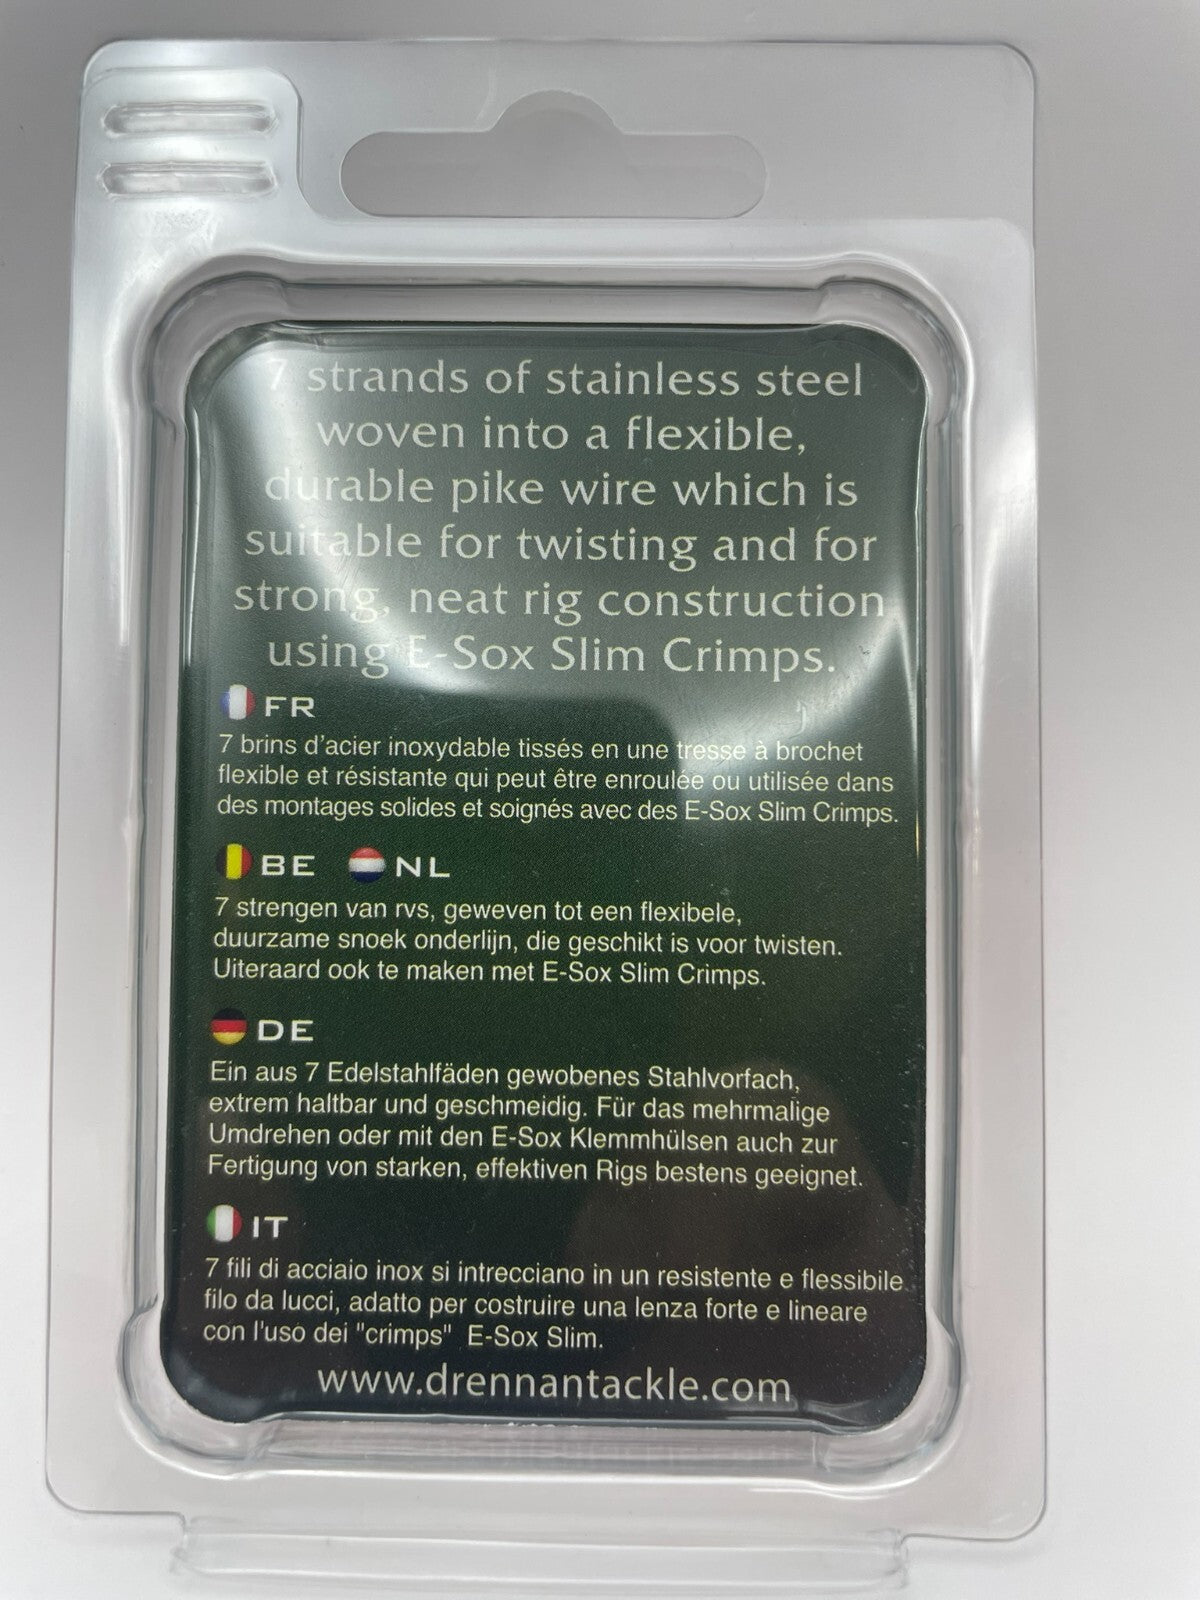 7 strands of stainless steel
woven into a flexible,
durable pike wire which is
suitable for twisting and for
strong, neat rig construction
using E-Sox Slim Crimps.
FR
7 brins d'acier inoxydable tissés en une tresse à brochet
flexible et résistante qui peut être enroulée ou utilisée dans
des montages solides et soignés avec des E-Sox Slim Crimps.
BE NL
7 strengen van rvs, geweven tot een flexibele,
duurzame snoek onderlijn, die geschikt is voor twisten.
Uiteraard ook te maken met E-Sox Slim Crimps.
DE
Ein aus 7 Edelstahlfäden gewobenes Stahlvorfach,
extrem haltbar und geschmeidig. Für das mehrmalige
Umdrehen oder mit den E-Sox Klemmhülsen auch zur
Fertigung von starken, effektiven Rigs bestens geeignet.
IT
7 fili di acciaio inox si intrecciano in un resistente e flessibile
filo da lucci, adatto per costruire una lenza forte e lineare
con l'uso dei "crimps" E-Sox Slim.
www.drennantackle.com